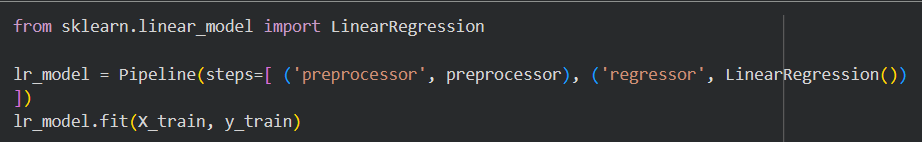 from sklearn.linear_model import LinearRegression
lr_model = Pipeline(steps=[ ('preprocessor', preprocessor), ('regressor', LinearRegression())
])
lr_model.fit(X_train, y_train)